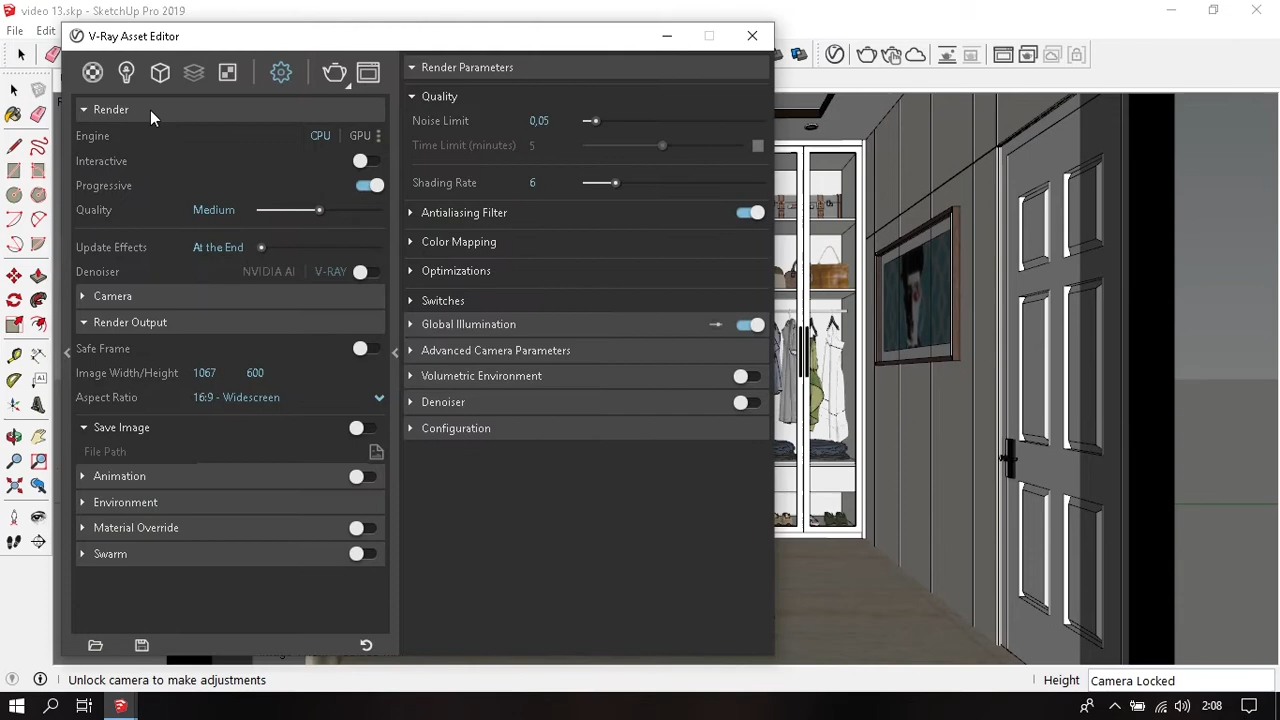 video 13.skp - SketchUp Pro 2019
File Edit
V-Ray Asset Editor
Render
Engine CPU | GPU
Interactive
Progressive
Quality Medium
Update Effects At the End
Denoiser NVIDIA AI | V-RAY
Camera
Render Output
Safe Frame
Image Width/Height 1067 600
Aspect Ratio 16:9 - Widescreen
Save Image
File Path
Animation
Environment
Material Override
Swarm
Render Parameters
Quality
Noise Limit 0,05
Time Limit (minutes) 5
Shading Rate 6
Antialiasing Filter
Color Mapping
Optimizations
Switches
Global Illumination
Advanced Camera Parameters
Volumetric Environment
Denoiser
Configuration
Unlock camera to make adjustments
Height Camera Locked
2:08